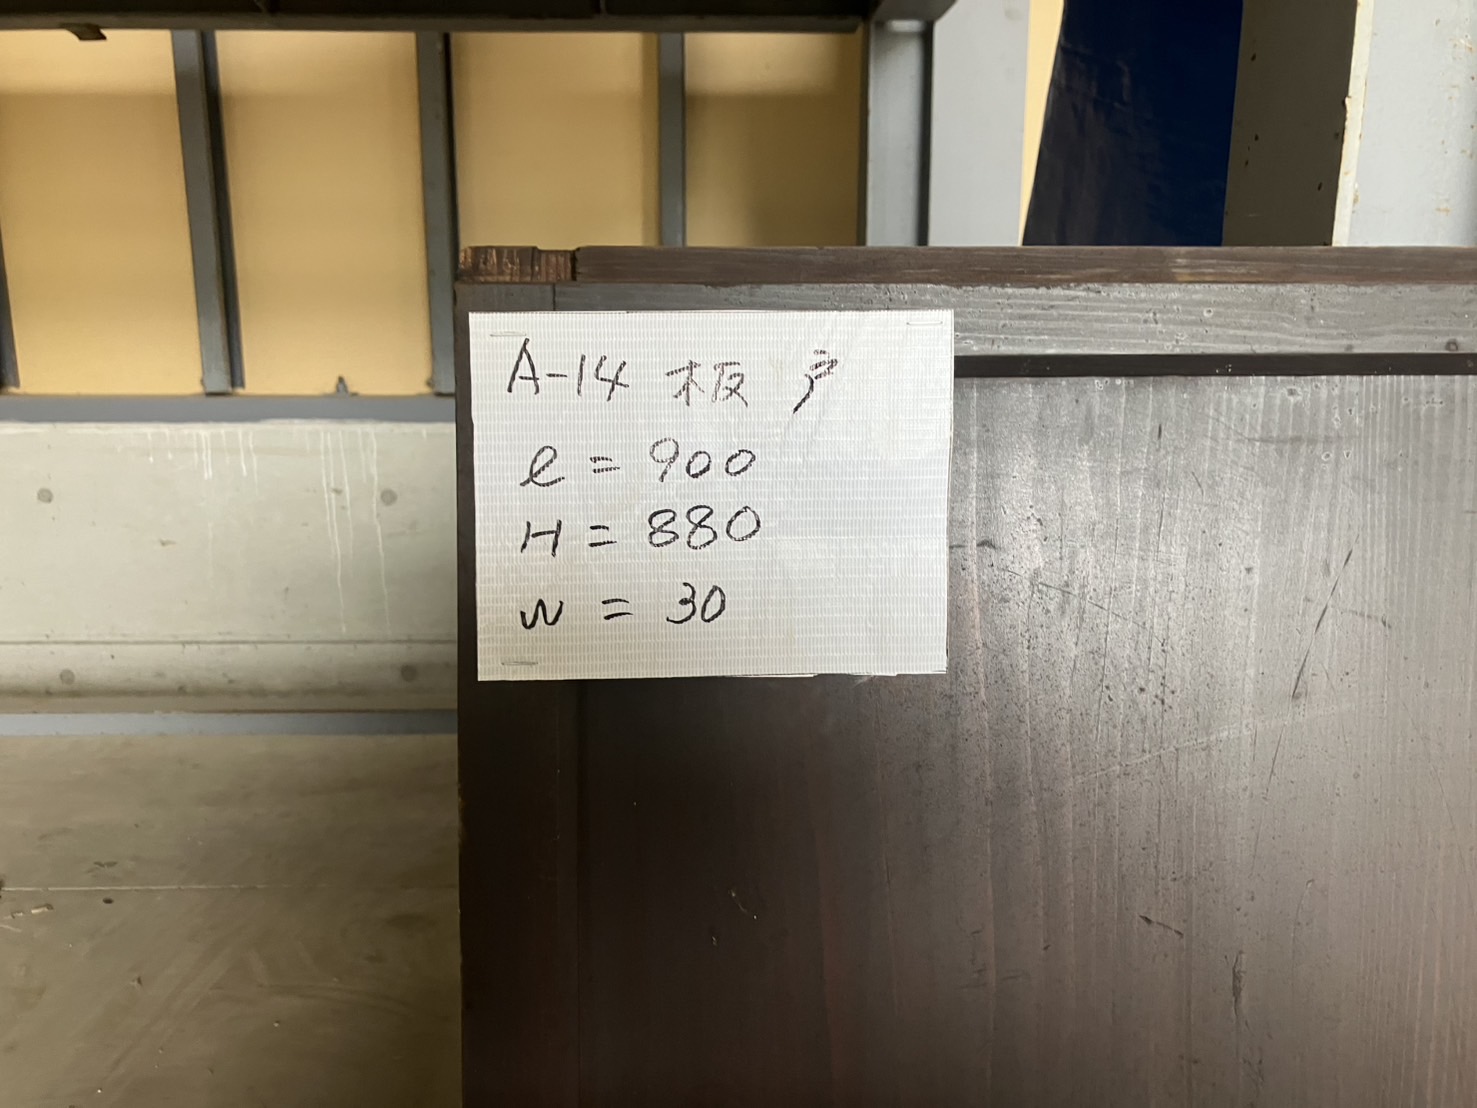 A-14 板戸
l = 900
H = 880
W = 30